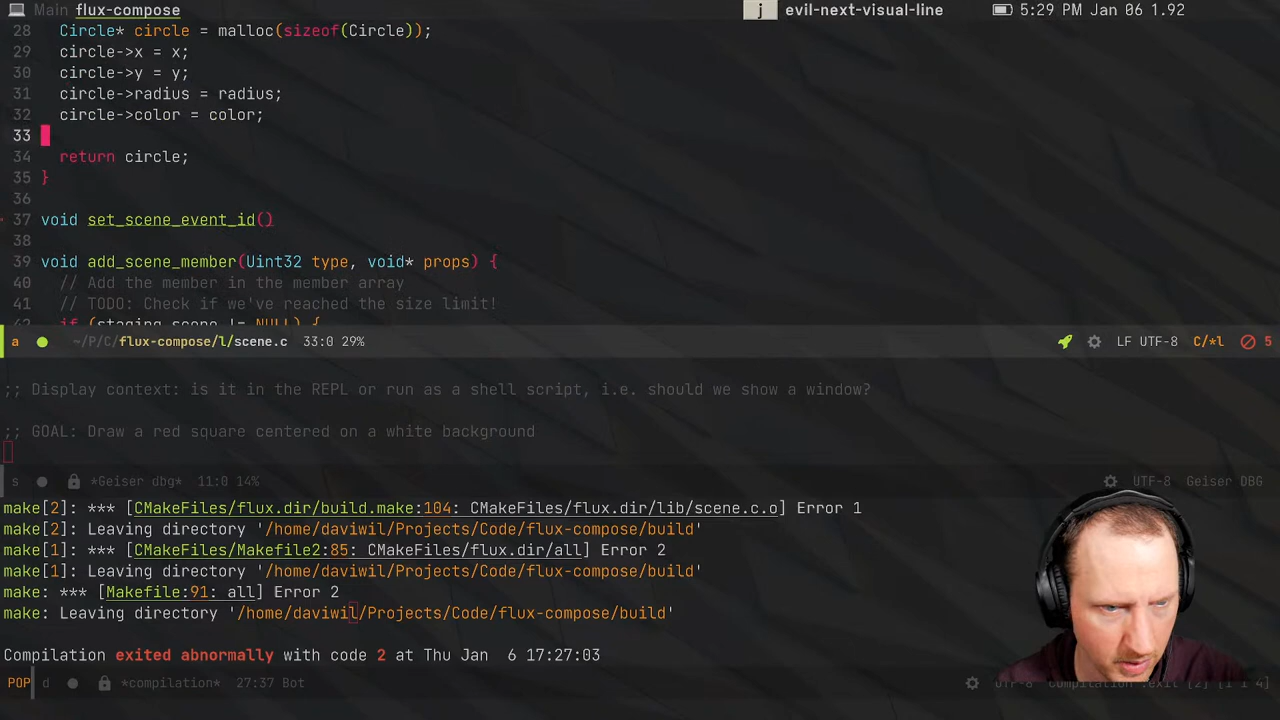 Main flux-compose j evil-next-visual-line 5:29 PM Jan 06 1.92
28 Circle* circle = malloc(sizeof(Circle));
29 circle->x = x;
30 circle->y = y;
31 circle->radius = radius;
32 circle->color = color;
33
34 return circle;
35 }
36
37 void set_scene_event_id()
38
39 void add_scene_member(Uint32 type, void* props) {
40 // Add the member in the member array
41 // TODO: Check if we've reached the size limit!
42 if (staging_scene != NULL) {
a ~/P/C/flux-compose/l/scene.c 33:0 29% LF UTF-8 C/*l 5
;; Display context: is it in the REPL or run as a shell script, i.e. should we show a window?
;; GOAL: Draw a red square centered on a white background
s *Geiser dbg* 11:0 14% UTF-8 Geiser DBG
make[2]: *** [CMakeFiles/flux.dir/build.make:104: CMakeFiles/flux.dir/lib/scene.c.o] Error 1
make[2]: Leaving directory '/home/daviwil/Projects/Code/flux-compose/build'
make[1]: *** [CMakeFiles/Makefile2:85: CMakeFiles/flux.dir/all] Error 2
make[1]: Leaving directory '/home/daviwil/Projects/Code/flux-compose/build'
make: *** [Makefile:91: all] Error 2
make: Leaving directory '/home/daviwil/Projects/Code/flux-compose/build'
Compilation exited abnormally with code 2 at Thu Jan 6 17:27:03
POP d *compilation* 27:37 Bot UTF-8 Compilation :exit [2] [1 1 4]